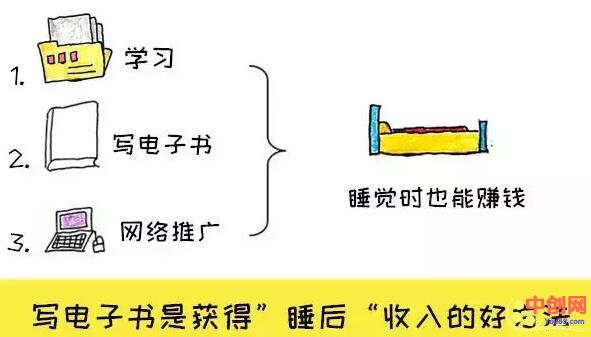 1. 学习
2. 写电子书
3. 网络推广
睡觉时也能赚钱
写电子书是获得”睡后“收入的好方法
中创网